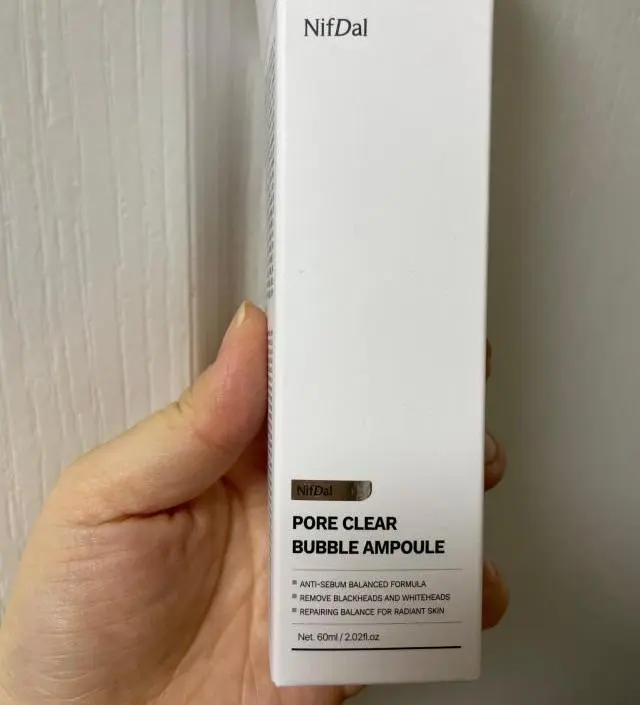 NifDal
NifDal
PORE CLEAR
BUBBLE AMPOULE
ANTI-SEBUM BALANCED FORMULA
REMOVE BLACKHEADS AND WHITEHEADS
REPAIRING BALANCE FOR RADIANT SKIN
Net. 60ml / 2.02fl.oz